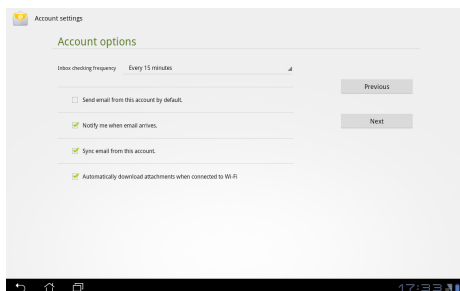 Account settings
Account options
Inbox checking frequency Every 15 minutes
Previous
Send email from this account by default.
Notify me when email arrives.
Next
Sync email from this account.
Automatically download attachments when connected to Wi-Fi
17:33